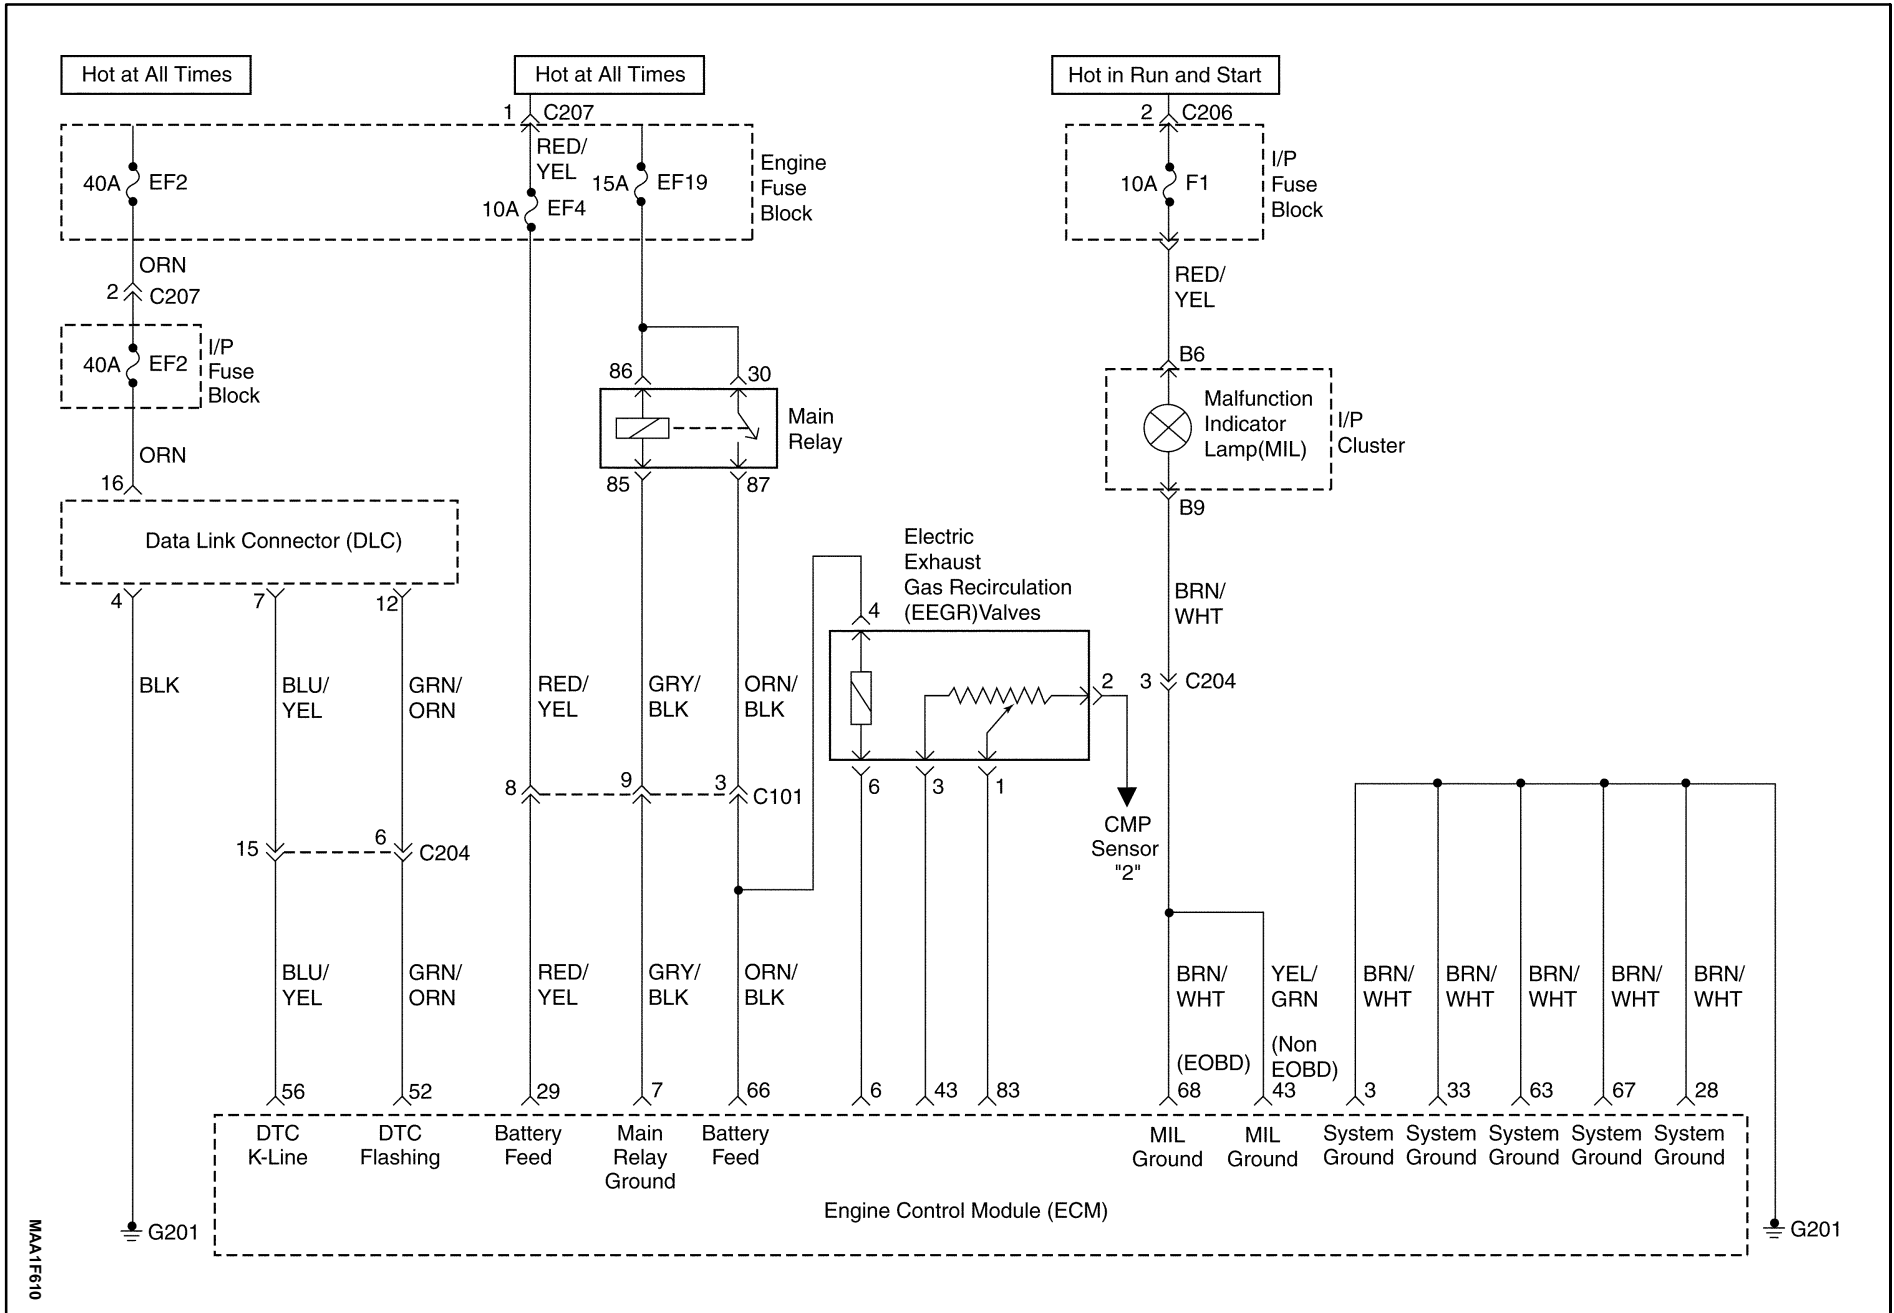 Hot at All Times
Hot at All Times
Hot in Run and Start
1 C207
2 C206
RED/
YEL
40A EF2
10A EF4
15A EF19
Engine
Fuse
Block
10A F1
I/P
Fuse
Block
ORN
2 C207
RED/
YEL
40A EF2
I/P
Fuse
Block
ORN
16
86
30
Main
Relay
85
87
B6
Malfunction
Indicator
Lamp(MIL)
I/P
Cluster
B9
Data Link Connector (DLC)
4
7
12
Electric
Exhaust
Gas Recirculation
(EEGR)Valves
4
2
6
3
1
BRN/
WHT
3 C204
BLK
BLU/
YEL
GRN/
ORN
RED/
YEL
GRY/
BLK
ORN/
BLK
8
9
3
C101
CMP
Sensor
"2"
15
6
C204
BLU/
YEL
GRN/
ORN
RED/
YEL
GRY/
BLK
ORN/
BLK
BRN/
WHT
(EOBD)
YEL/
GRN
(Non
EOBD)
BRN/
WHT
BRN/
WHT
BRN/
WHT
BRN/
WHT
BRN/
WHT
56
52
29
7
66
6
43
83
68
43
3
33
63
67
28
DTC
K-Line
DTC
Flashing
Battery
Feed
Main
Relay
Ground
Battery
Feed
MIL
Ground
MIL
Ground
System
Ground
System
Ground
System
Ground
System
Ground
System
Ground
Engine Control Module (ECM)
G201
G201
MAA1F610